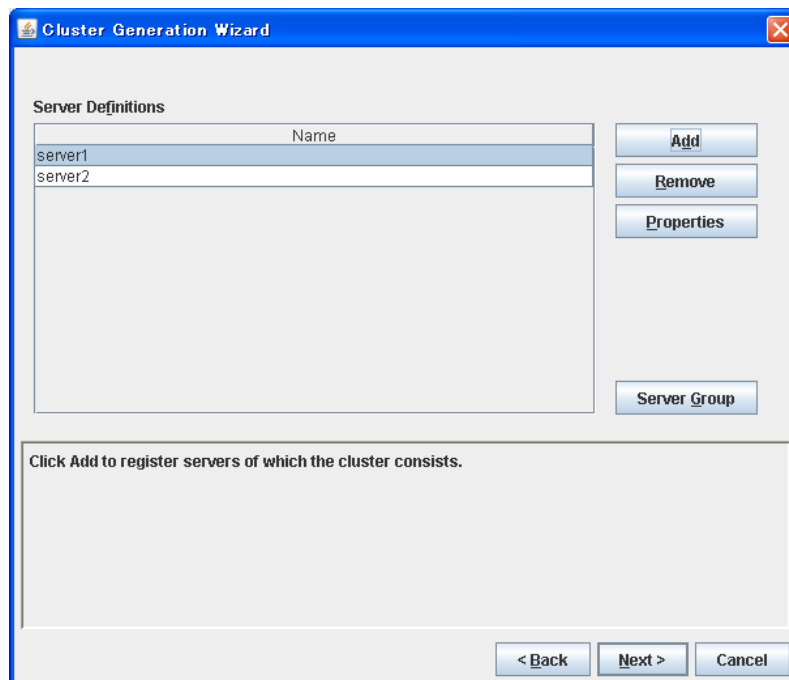 Cluster Generation Wizard
Server Definitions
Name
server1
server2
Add
Remove
Properties
Server Group
Click Add to register servers of which the cluster consists.
< Back
Next >
Cancel